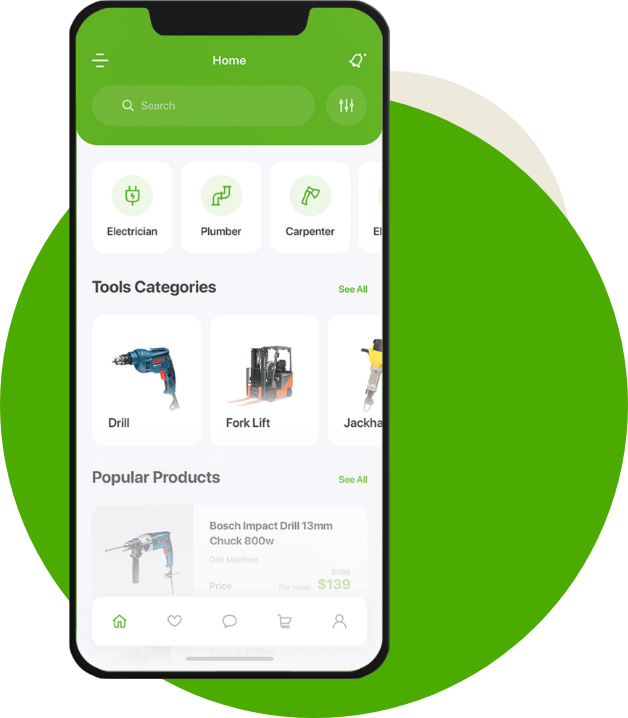 Home
Search
Electrician
Plumber
Carpenter
El
Tools Categories
See All
Drill
Fork Lift
Jackha
Popular Products
See All
Bosch Impact Drill 13mm
Chuck 800w
Drill Machine
$199
Price
Per week
$139
Chuck 800w